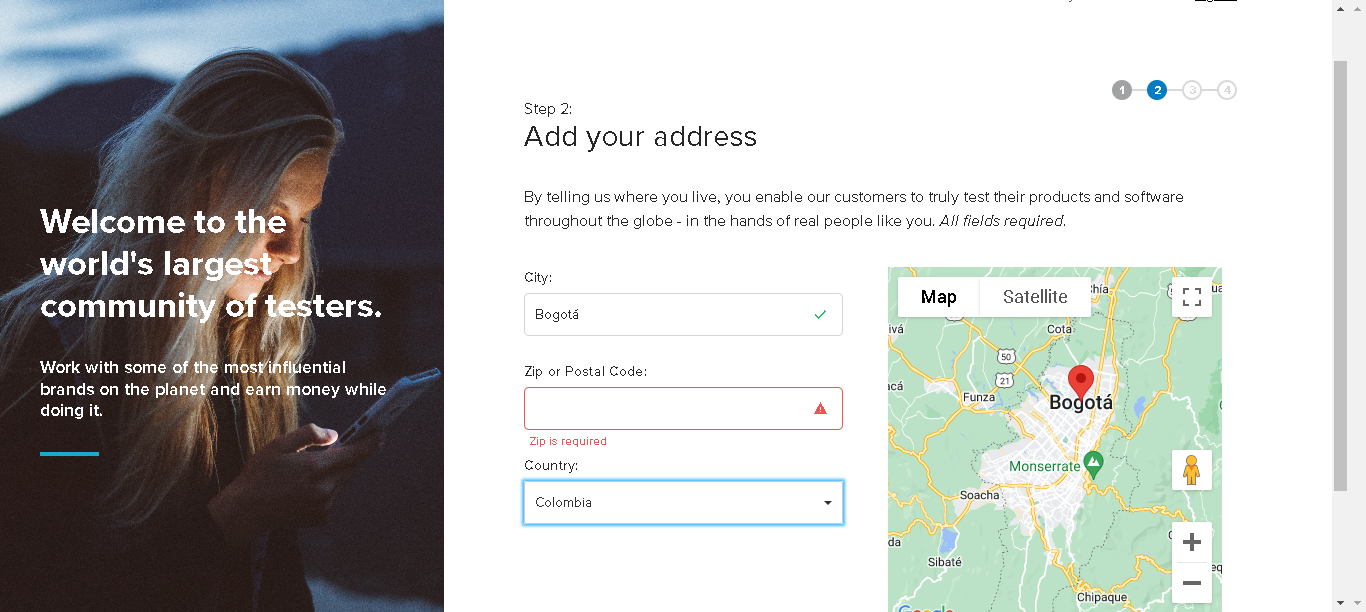 Welcome to the
world's largest
community of testers.
Work with some of the most influential
brands on the planet and earn money while
doing it.
1 2 3 4
Step 2:
Add your address
By telling us where you live, you enable our customers to truly test their products and software
throughout the globe - in the hands of real people like you. All fields required.
City:
Bogotá
Zip or Postal Code:
Zip is required
Country:
Colombia
Map Satellite
Cota
50
21
Funza
Bogotá
Monserrate
Soacha
Sibaté
Chipaque
Google